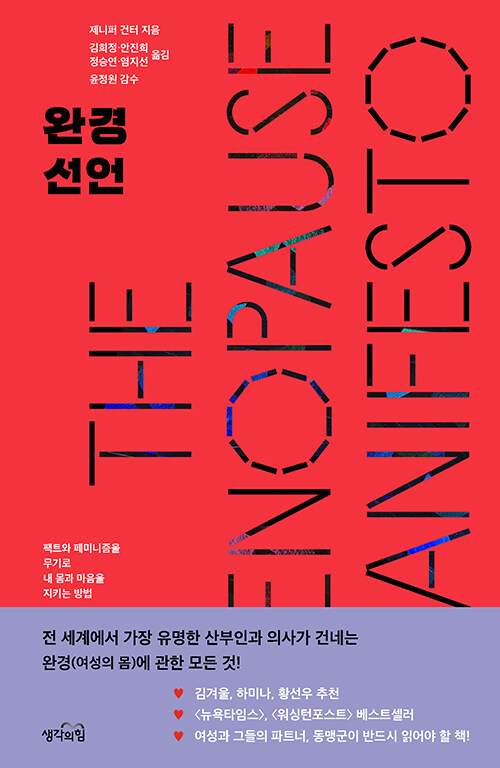 제니퍼 건터 지음
김희정·안진희
정승연·염지선 옮김
윤정원 감수
완경
선언
THE
ENOPAUSE
ANIFESTO
팩트와 페미니즘을
무기로
내 몸과 마음을
지키는 방법
전 세계에서 가장 유명한 산부인과 의사가 건네는
완경(여성의 몸)에 관한 모든 것!
♥ 김겨울, 하미나, 황선우 추천
♥ 〈뉴욕타임스〉, 〈워싱턴포스트〉 베스트셀러
♥ 여성과 그들의 파트너, 동맹군이 반드시 읽어야 할 책!
생각의힘